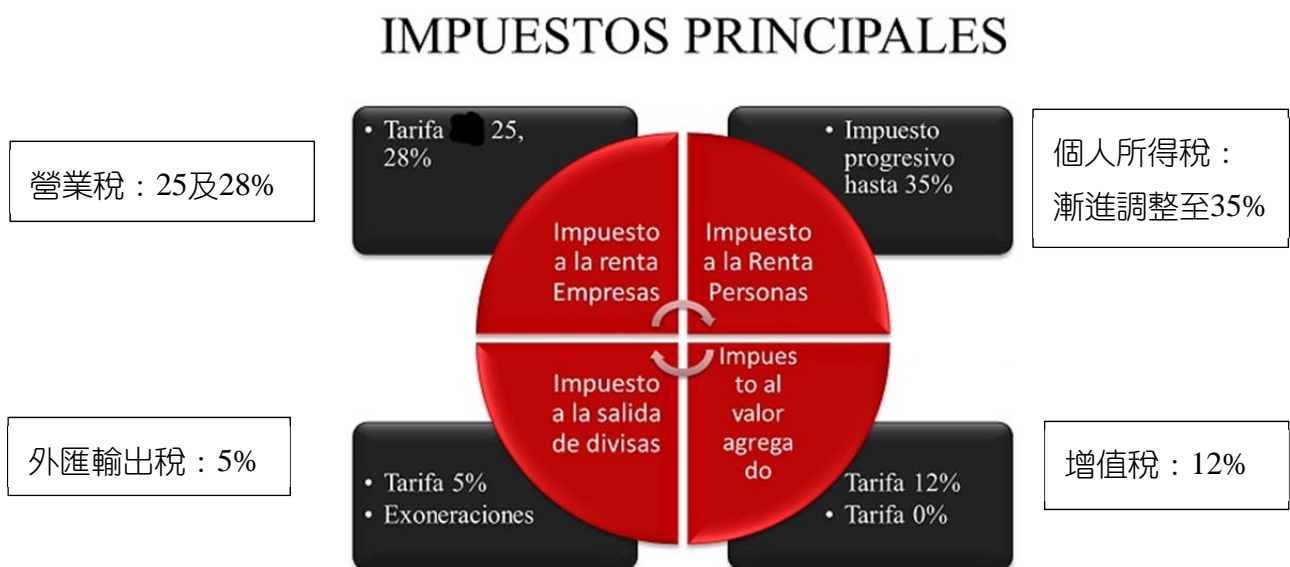 IMPUESTOS PRINCIPALES
營業稅：25及28%
• Tarifa 25,
28%
• Impuesto
progresivo
hasta 35%
個人所得稅：
漸進調整至35%
Impuesto
a la renta
Empresas
Impuesto
a la Renta
Personas
Impuesto
a la salida
de divisas
Impues
to al
valor
agrega
do
外匯輸出稅：5%
• Tarifa 5%
• Exoneraciones
Tarifa 12%
• Tarifa 0%
增值稅：12%